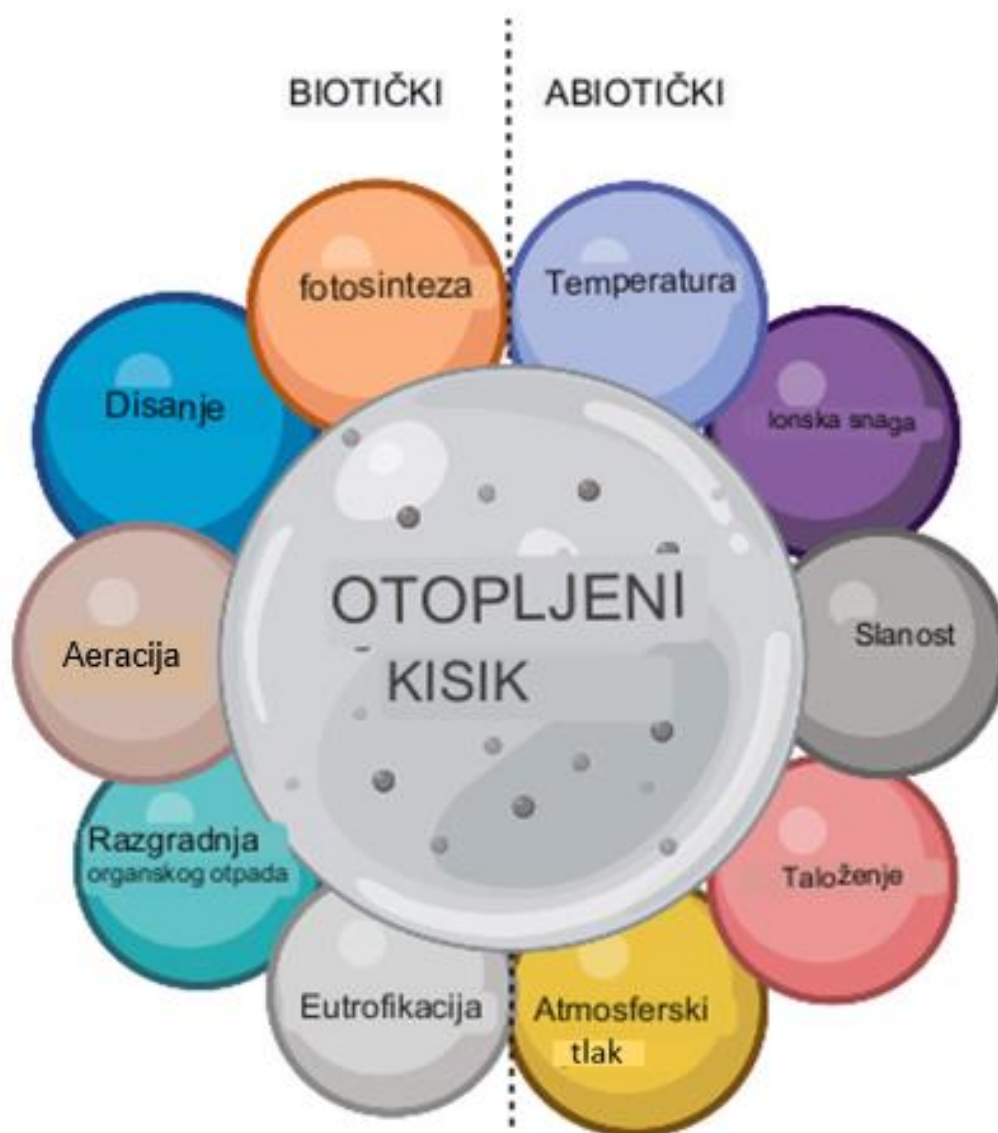 BIOTIČKI
ABIOTIČKI
fotosinteza
Temperatura
Disanje
Ionska snaga
OTOPLJENI
KISIK
Aeracija
Slanost
Razgradnja
organskog otpada
Taloženje
Eutrofikacija
Atmosferski
tlak